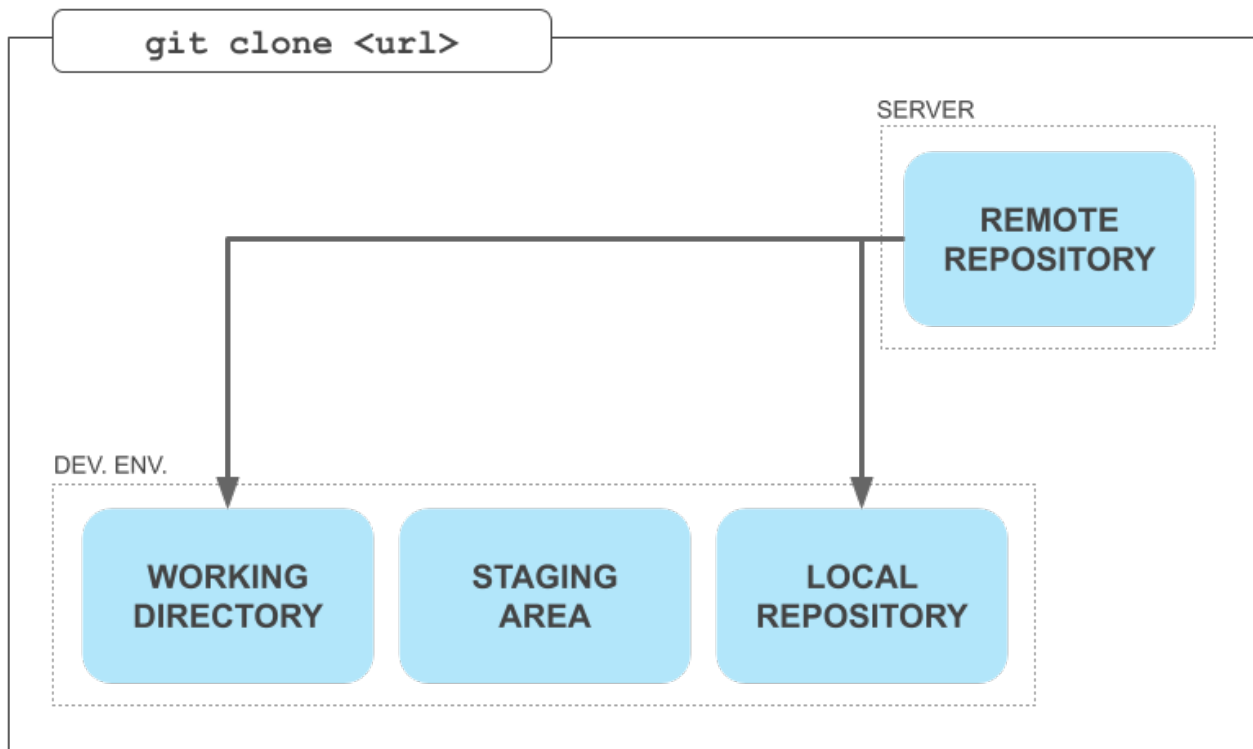 git clone <url>
SERVER
REMOTE
REPOSITORY
DEV. ENV.
WORKING
DIRECTORY
STAGING
AREA
LOCAL
REPOSITORY